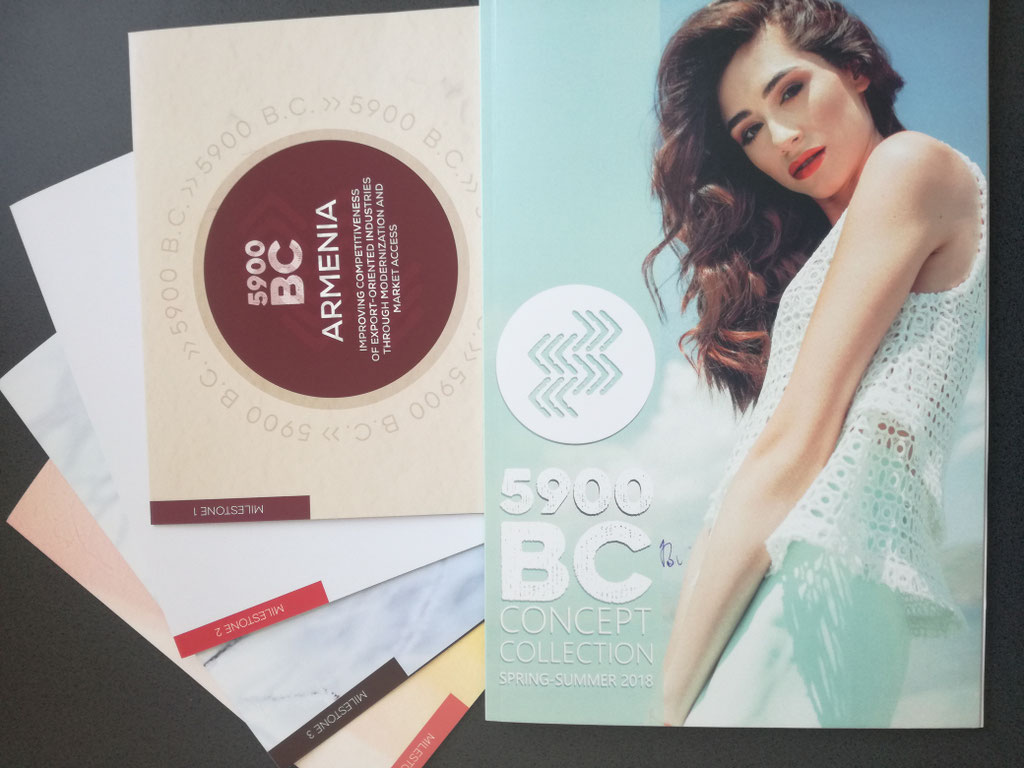 5900 B.C. >> 5900 B.C. >> 5900 B.C. >> 5900 B.C. >>
5900
BC
ARMENIA
IMPROVING COMPETITIVENESS
OF EXPORT-ORIENTED INDUSTRIES
THROUGH MODERNIZATION AND
MARKET ACCESS
MILESTONE 1
MILESTONE 2
MILESTONE 3
MILESTONE
5900
BC
CONCEPT
COLLECTION
SPRING-SUMMER 2018